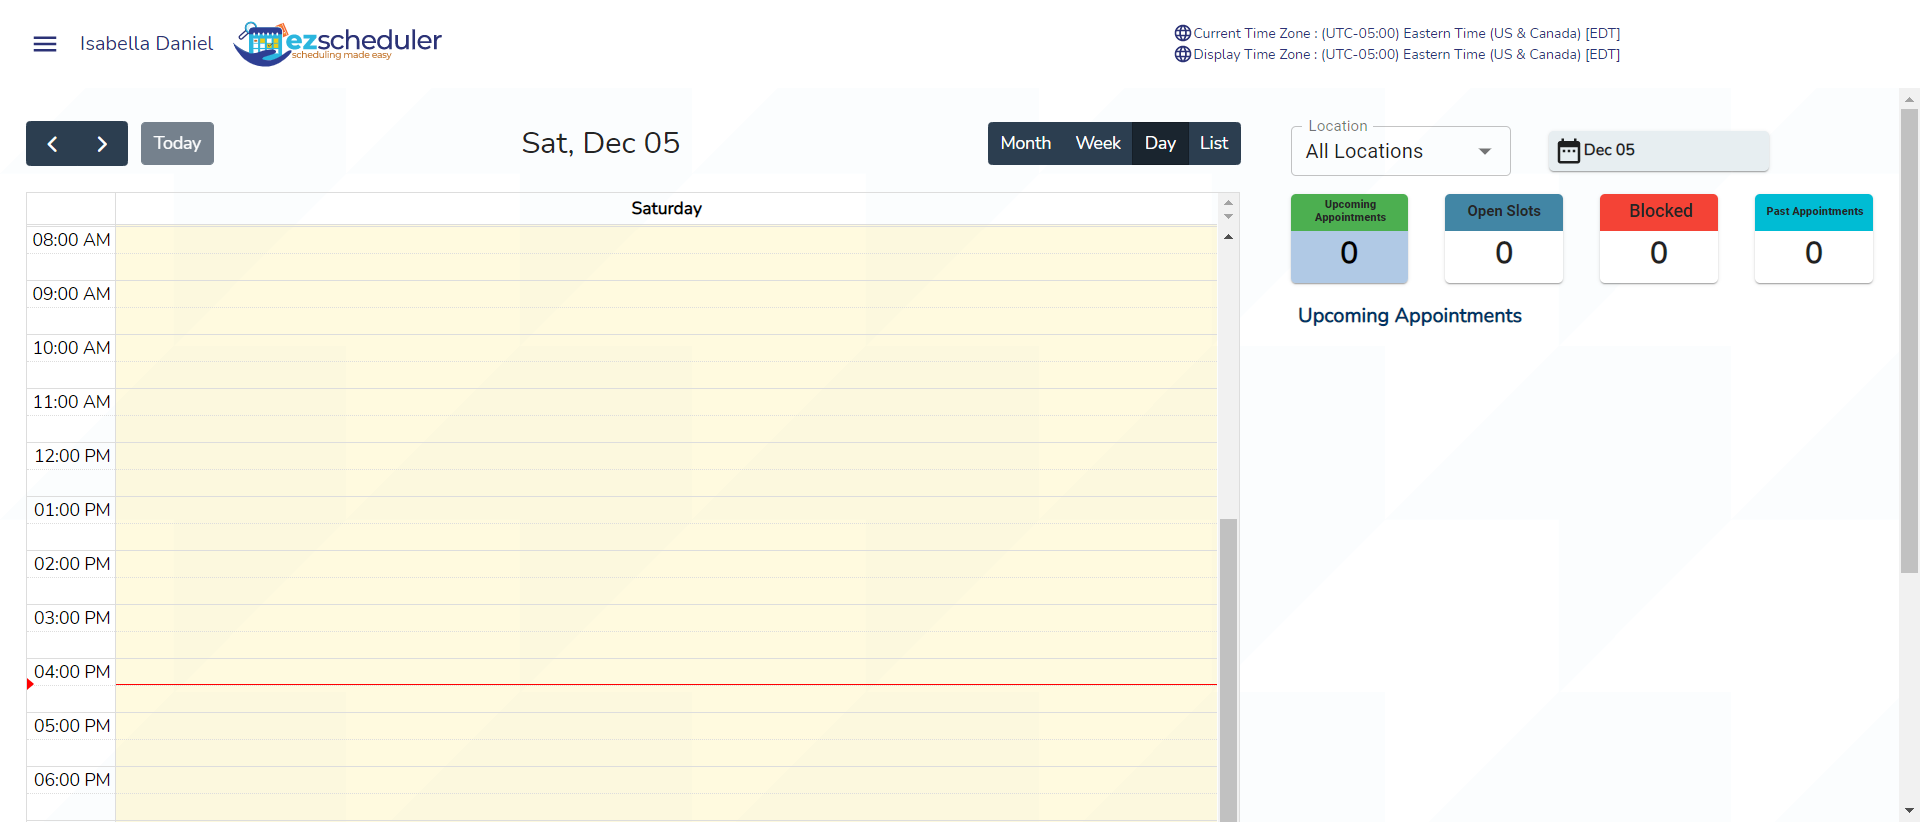 Isabella Daniel
ezscheduler
scheduling made easy
Current Time Zone : (UTC-05:00) Eastern Time (US & Canada) [EDT]
Display Time Zone : (UTC-05:00) Eastern Time (US & Canada) [EDT]
Today
Sat, Dec 05
Month Week Day List
Location
All Locations
Dec 05
Saturday
08:00 AM
09:00 AM
10:00 AM
11:00 AM
12:00 PM
01:00 PM
02:00 PM
03:00 PM
04:00 PM
05:00 PM
06:00 PM
Upcoming
Appointments
0
Open Slots
0
Blocked
0
Past Appointments
0
Upcoming Appointments